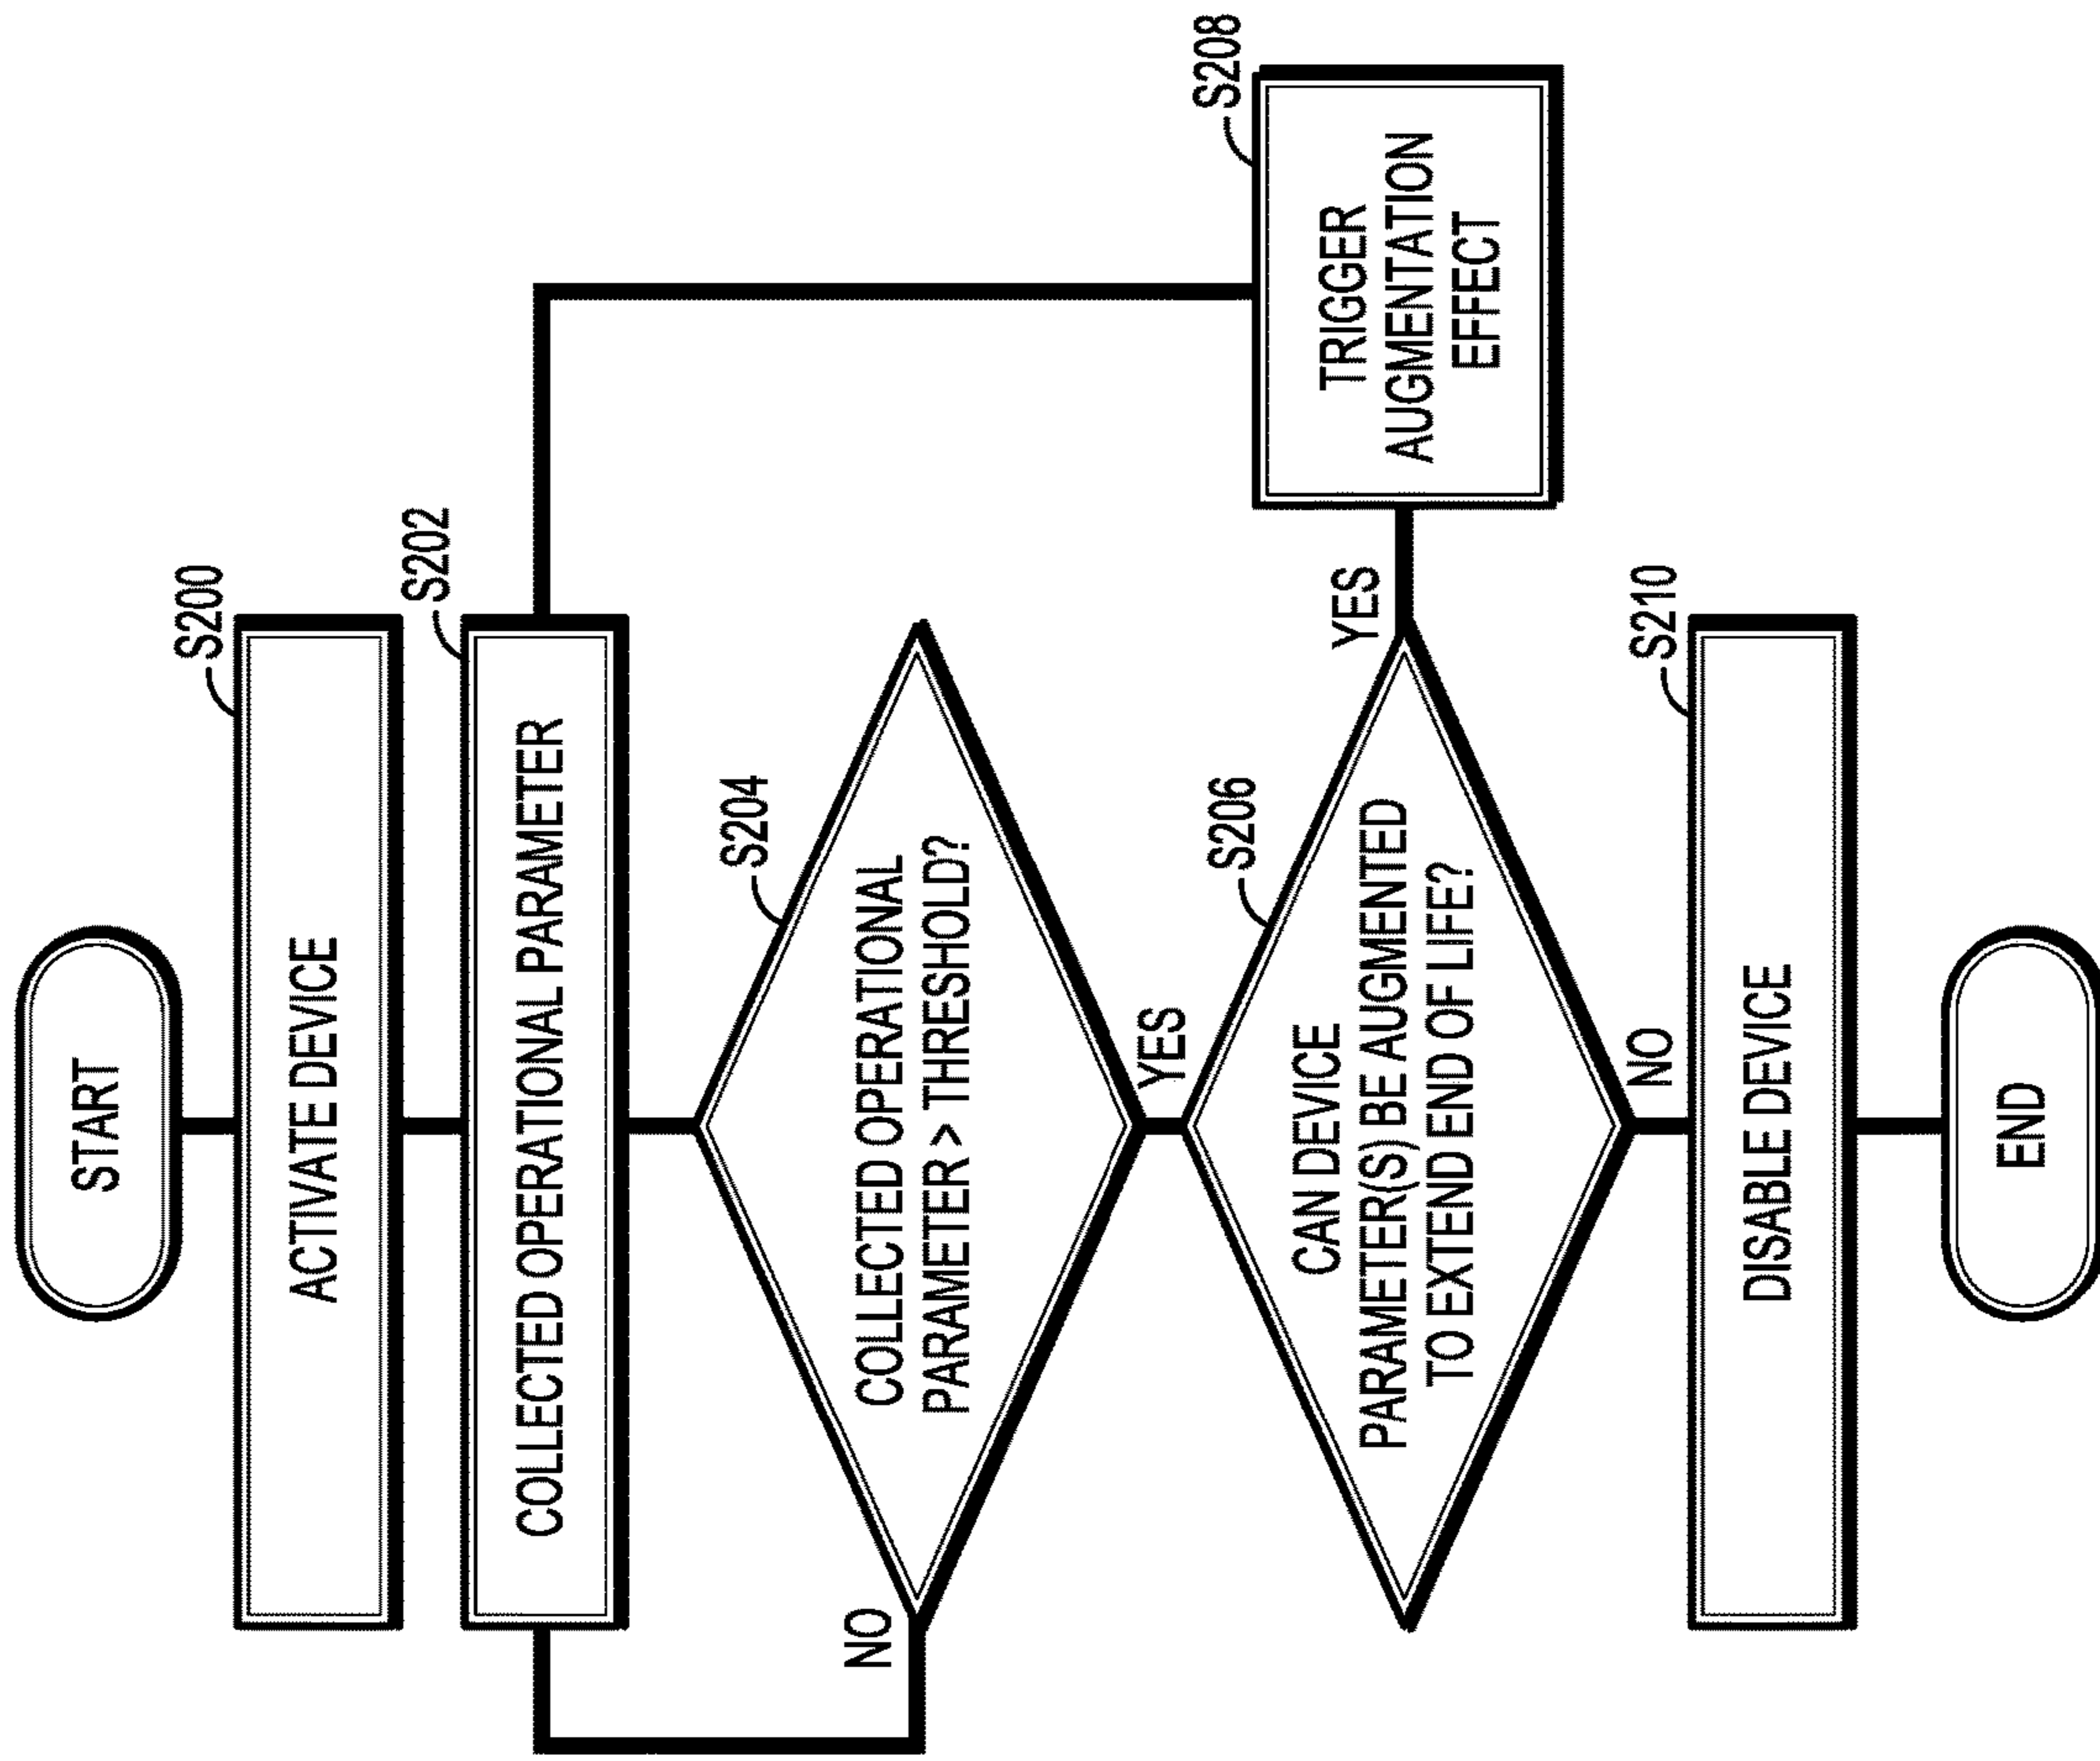 START
S200
ACTIVATE DEVICE
S202
COLLECTED OPERATIONAL PARAMETER
S204
COLLECTED OPERATIONAL
PARAMETER > THRESHOLD?
NO
YES
S206
CAN DEVICE
PARAMETER(S) BE AUGMENTED
TO EXTEND END OF LIFE?
YES
S208
TRIGGER
AUGMENTATION
EFFECT
NO
S210
DISABLE DEVICE
END